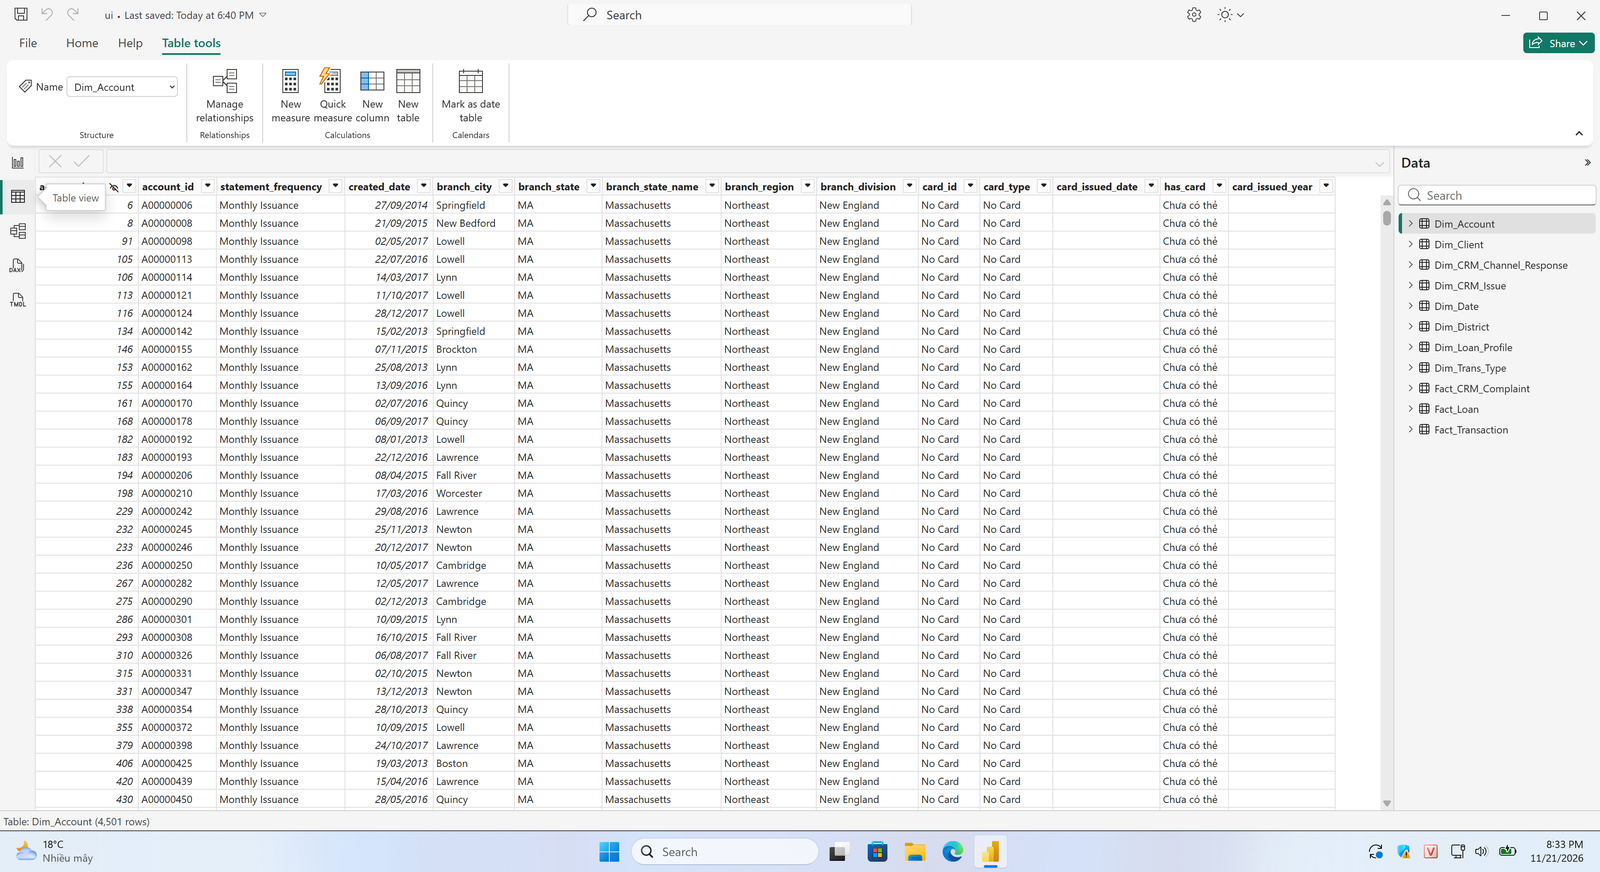 ui • Last saved: Today at 6:40 PM
Search
File Home Help Table tools
Share
Name Dim_Account
Manage relationships
New measure
Quick measure
New column
New table
Mark as date table
Structure Relationships Calculations Calendars
Data
Search
Dim_Account
Dim_Client
Dim_CRM_Channel_Response
Dim_CRM_Issue
Dim_Date
Dim_District
Dim_Loan_Profile
Dim_Trans_Type
Fact_CRM_Complaint
Fact_Loan
Fact_Transaction
DAX
TMDL
Table view
account_id statement_frequency created_date branch_city branch_state branch_state_name branch_region branch_division card_id card_type card_issued_date has_card card_issued_year
6 A00000006 Monthly Issuance 27/09/2014 Springfield MA Massachusetts Northeast New England No Card No Card Chưa có thẻ
8 A00000008 Monthly Issuance 21/09/2015 New Bedford MA Massachusetts Northeast New England No Card No Card Chưa có thẻ
91 A00000098 Monthly Issuance 02/05/2017 Lowell MA Massachusetts Northeast New England No Card No Card Chưa có thẻ
105 A00000113 Monthly Issuance 22/07/2016 Lowell MA Massachusetts Northeast New England No Card No Card Chưa có thẻ
106 A00000114 Monthly Issuance 14/03/2017 Lynn MA Massachusetts Northeast New England No Card No Card Chưa có thẻ
113 A00000121 Monthly Issuance 11/10/2017 Lowell MA Massachusetts Northeast New England No Card No Card Chưa có thẻ
116 A00000124 Monthly Issuance 28/12/2017 Lowell MA Massachusetts Northeast New England No Card No Card Chưa có thẻ
134 A00000142 Monthly Issuance 15/02/2013 Springfield MA Massachusetts Northeast New England No Card No Card Chưa có thẻ
146 A00000155 Monthly Issuance 07/11/2015 Brockton MA Massachusetts Northeast New England No Card No Card Chưa có thẻ
153 A00000162 Monthly Issuance 25/08/2013 Lynn MA Massachusetts Northeast New England No Card No Card Chưa có thẻ
155 A00000164 Monthly Issuance 13/09/2016 Lynn MA Massachusetts Northeast New England No Card No Card Chưa có thẻ
161 A00000170 Monthly Issuance 02/07/2016 Quincy MA Massachusetts Northeast New England No Card No Card Chưa có thẻ
168 A00000178 Monthly Issuance 06/09/2017 Quincy MA Massachusetts Northeast New England No Card No Card Chưa có thẻ
182 A00000192 Monthly Issuance 08/01/2013 Lowell MA Massachusetts Northeast New England No Card No Card Chưa có thẻ
183 A00000193 Monthly Issuance 22/12/2016 Lawrence MA Massachusetts Northeast New England No Card No Card Chưa có thẻ
194 A00000206 Monthly Issuance 08/04/2015 Fall River MA Massachusetts Northeast New England No Card No Card Chưa có thẻ
198 A00000210 Monthly Issuance 17/03/2016 Worcester MA Massachusetts Northeast New England No Card No Card Chưa có thẻ
229 A00000242 Monthly Issuance 29/08/2016 Lawrence MA Massachusetts Northeast New England No Card No Card Chưa có thẻ
232 A00000245 Monthly Issuance 25/11/2013 Newton MA Massachusetts Northeast New England No Card No Card Chưa có thẻ
233 A00000246 Monthly Issuance 20/12/2017 Newton MA Massachusetts Northeast New England No Card No Card Chưa có thẻ
236 A00000250 Monthly Issuance 10/05/2017 Cambridge MA Massachusetts Northeast New England No Card No Card Chưa có thẻ
267 A00000282 Monthly Issuance 12/05/2017 Lawrence MA Massachusetts Northeast New England No Card No Card Chưa có thẻ
275 A00000290 Monthly Issuance 02/12/2013 Cambridge MA Massachusetts Northeast New England No Card No Card Chưa có thẻ
286 A00000301 Monthly Issuance 10/09/2015 Lynn MA Massachusetts Northeast New England No Card No Card Chưa có thẻ
293 A00000308 Monthly Issuance 16/10/2015 Fall River MA Massachusetts Northeast New England No Card No Card Chưa có thẻ
310 A00000326 Monthly Issuance 06/08/2017 Fall River MA Massachusetts Northeast New England No Card No Card Chưa có thẻ
315 A00000331 Monthly Issuance 02/10/2015 Newton MA Massachusetts Northeast New England No Card No Card Chưa có thẻ
331 A00000347 Monthly Issuance 13/12/2013 Newton MA Massachusetts Northeast New England No Card No Card Chưa có thẻ
338 A00000354 Monthly Issuance 28/10/2013 Quincy MA Massachusetts Northeast New England No Card No Card Chưa có thẻ
355 A00000372 Monthly Issuance 10/09/2015 Lowell MA Massachusetts Northeast New England No Card No Card Chưa có thẻ
379 A00000398 Monthly Issuance 24/10/2017 Lawrence MA Massachusetts Northeast New England No Card No Card Chưa có thẻ
406 A00000425 Monthly Issuance 19/03/2013 Boston MA Massachusetts Northeast New England No Card No Card Chưa có thẻ
420 A00000439 Monthly Issuance 15/04/2016 Lawrence MA Massachusetts Northeast New England No Card No Card Chưa có thẻ
430 A00000450 Monthly Issuance 28/05/2016 Quincy MA Massachusetts Northeast New England No Card No Card Chưa có thẻ
Table: Dim_Account (4,501 rows)
18°C
Nhiều mây
Search
8:33 PM
11/21/2026